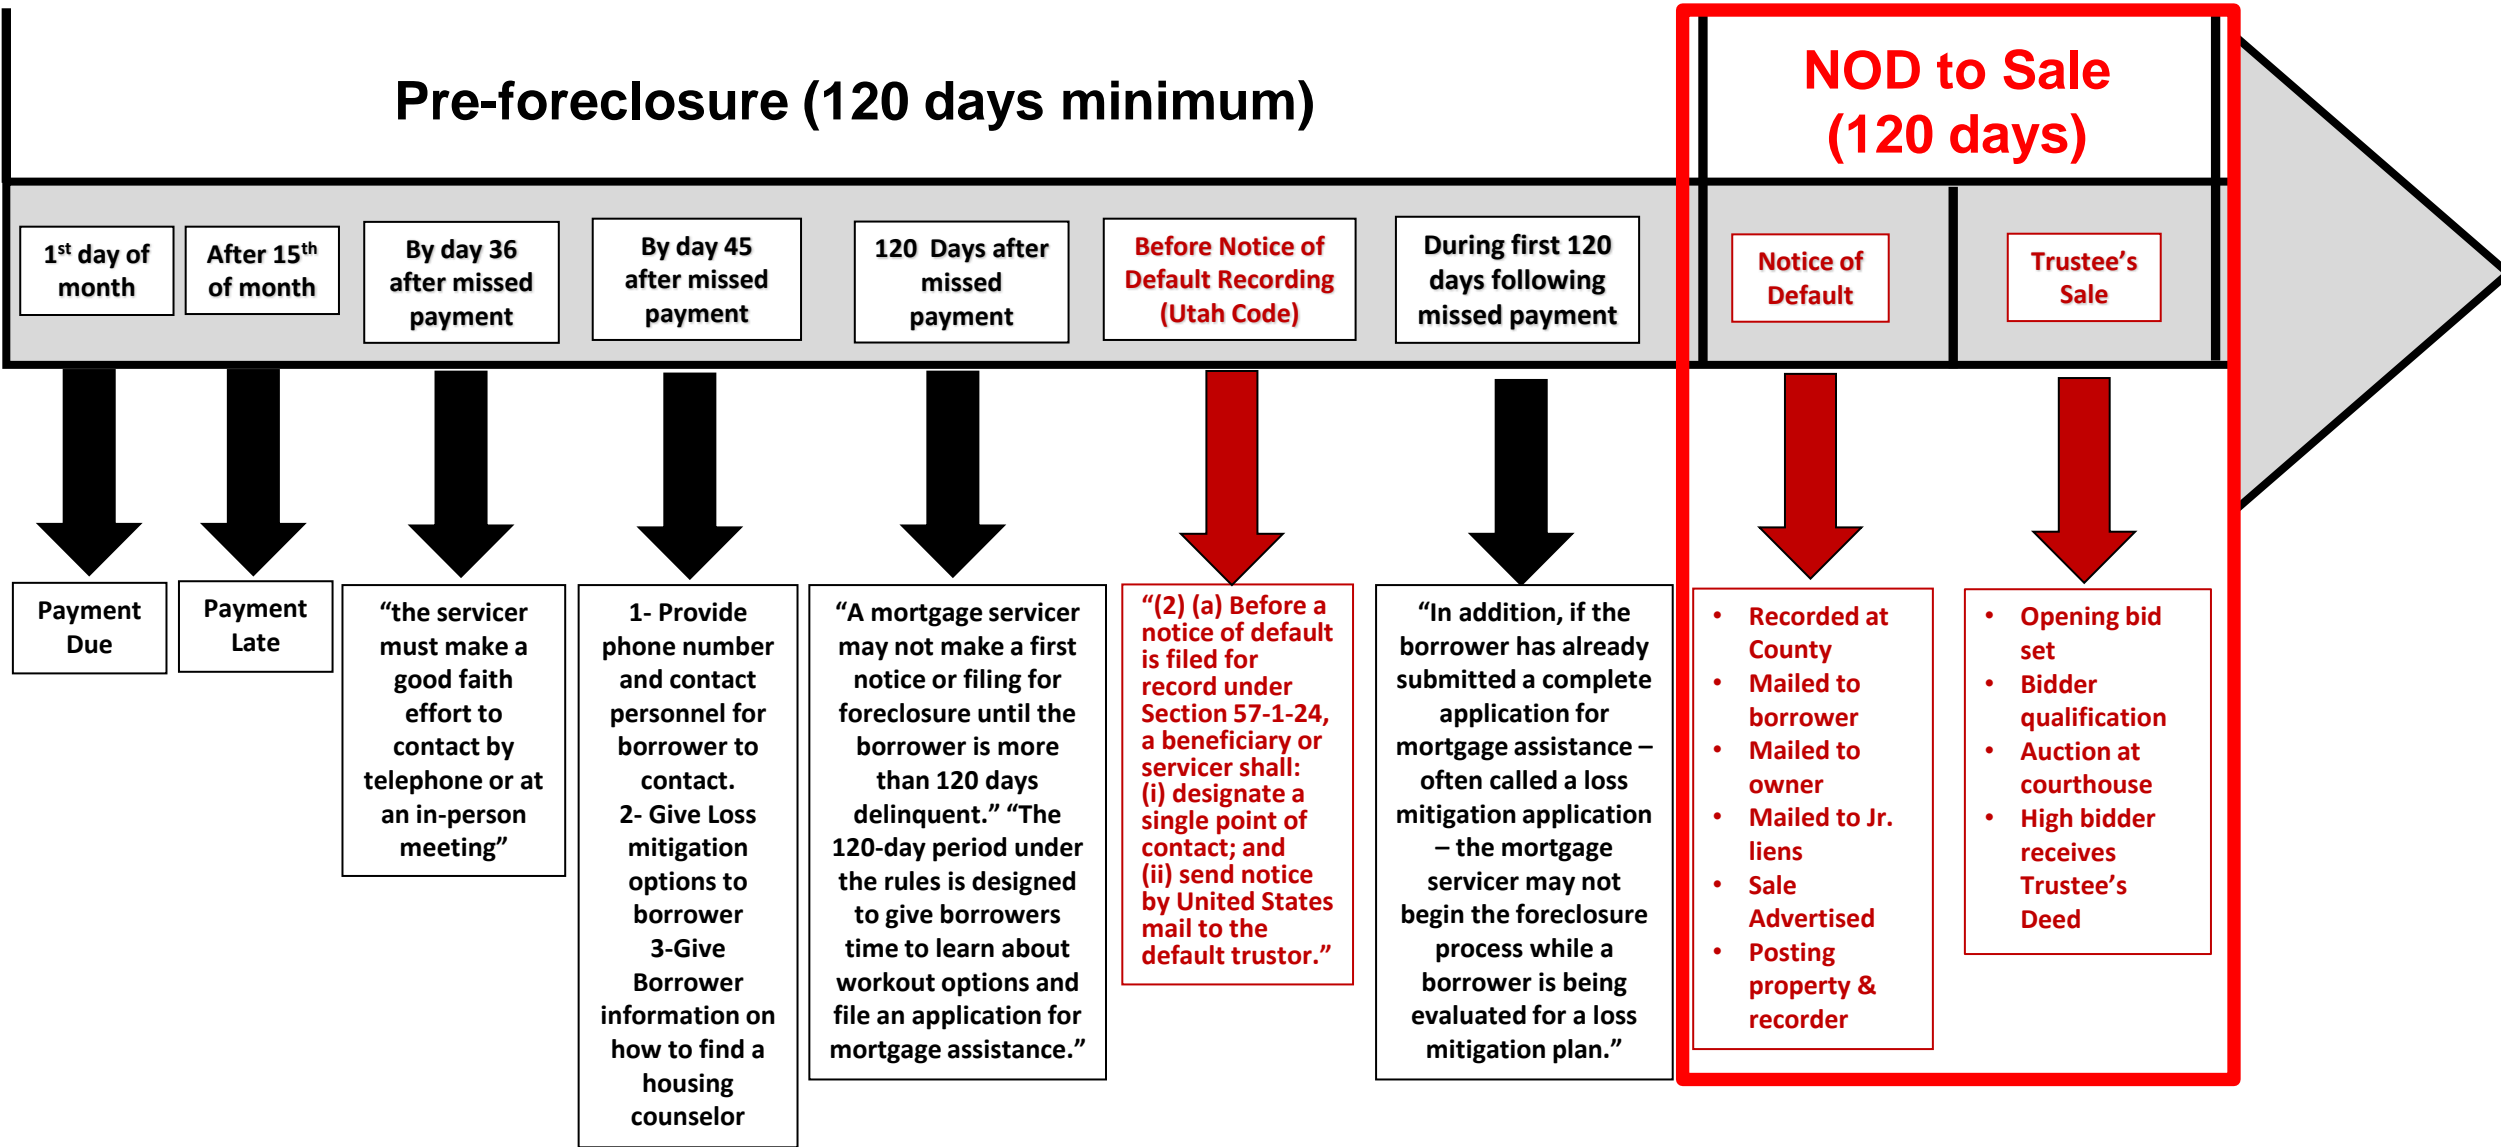 Pre-foreclosure (120 days minimum)
NOD to Sale
(120 days)
1st day of
month
After 15th
of month
By day 36
after missed
payment
By day 45
after missed
payment
120 Days after
missed
payment
Before Notice of
Default Recording
(Utah Code)
During first 120
days following
missed payment
Notice of
Default
Trustee’s
Sale
Payment
Due
Payment
Late
“the servicer
must make a
good faith
effort to
contact by
telephone or at
an in-person
meeting”
1- Provide
phone number
and contact
personnel for
borrower to
contact.
2- Give Loss
mitigation
options to
borrower
3-Give
Borrower
information on
how to find a
housing
counselor
“A mortgage servicer
may not make a first
notice or filing for
foreclosure until the
borrower is more
than 120 days
delinquent.” “The
120-day period under
the rules is designed
to give borrowers
time to learn about
workout options and
file an application for
mortgage assistance.”
“(2) (a) Before a
notice of default
is filed for
record under
Section 57-1-24,
a beneficiary or
servicer shall:
(i) designate a
single point of
contact; and
(ii) send notice
by United States
mail to the
default trustor.”
“In addition, if the
borrower has already
submitted a complete
application for
mortgage assistance –
often called a loss
mitigation application
– the mortgage
servicer may not
begin the foreclosure
process while a
borrower is being
evaluated for a loss
mitigation plan.”
• Recorded at
County
• Mailed to
borrower
• Mailed to
owner
• Mailed to Jr.
liens
• Sale
Advertised
• Posting
property &
recorder
• Opening bid
set
• Bidder
qualification
• Auction at
courthouse
• High bidder
receives
Trustee’s
Deed